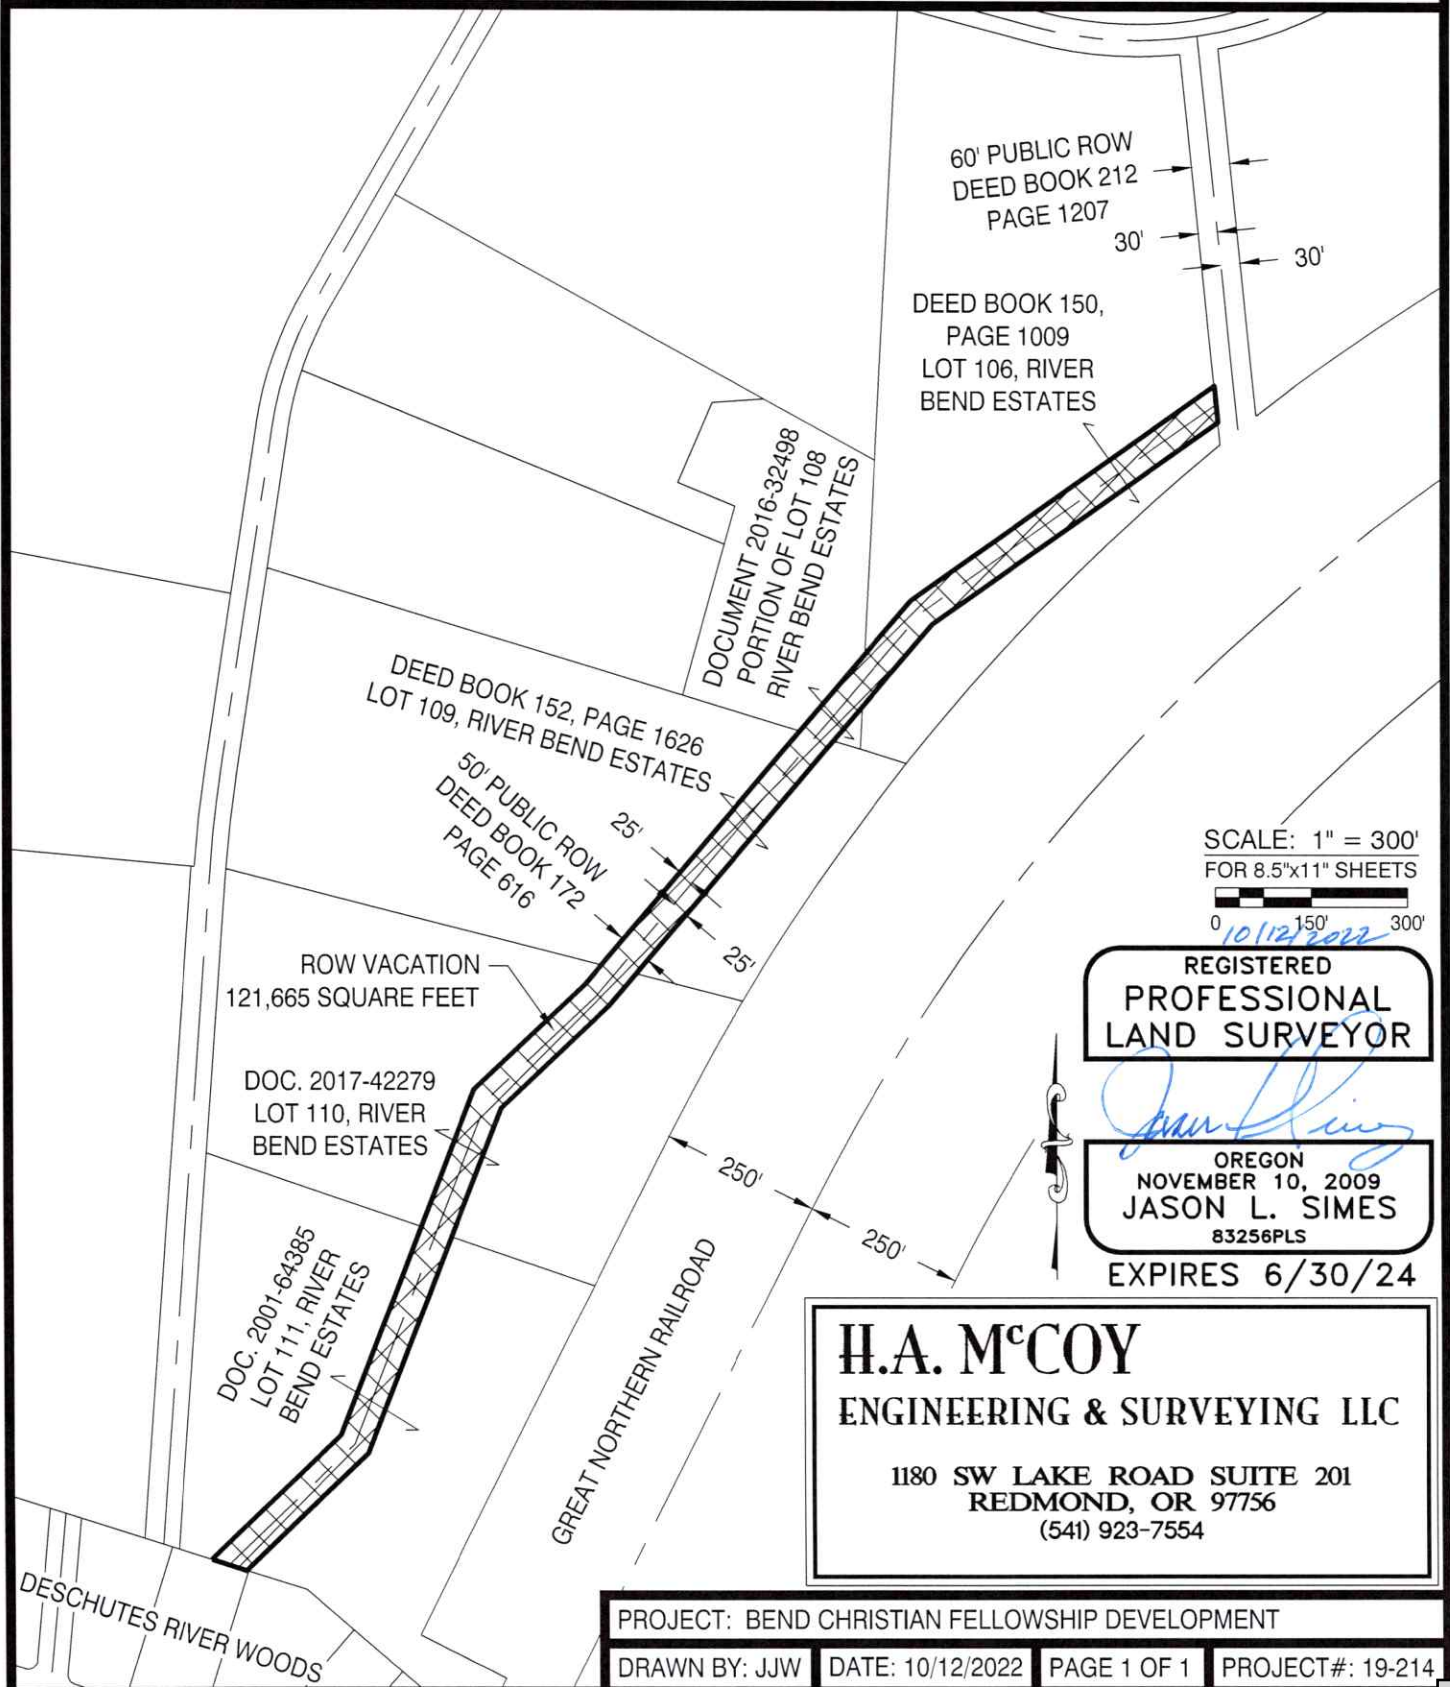 60' PUBLIC ROW
DEED BOOK 212
PAGE 1207
30'
30'
DEED BOOK 150,
PAGE 1009
LOT 106, RIVER
BEND ESTATES
DOCUMENT 2016-32498
PORTION OF LOT 108
RIVER BEND ESTATES
DEED BOOK 152, PAGE 1626
LOT 109, RIVER BEND ESTATES
50' PUBLIC ROW
DEED BOOK 172
PAGE 616
25'
25'
ROW VACATION
121,665 SQUARE FEET
DOC. 2017-42279
LOT 110, RIVER
BEND ESTATES
DOC. 2001-64385
LOT 111, RIVER
BEND ESTATES
250'
250'
GREAT NORTHERN RAILROAD
DESCHUTES RIVER WOODS
SCALE: 1" = 300'
FOR 8.5"x11" SHEETS
0 150' 300'
10/12/2022
REGISTERED
PROFESSIONAL
LAND SURVEYOR
OREGON
NOVEMBER 10, 2009
JASON L. SIMES
83256PLS
EXPIRES 6/30/24
H.A. McCOY
ENGINEERING & SURVEYING LLC
1180 SW LAKE ROAD SUITE 201
REDMOND, OR 97756
(541) 923-7554
PROJECT: BEND CHRISTIAN FELLOWSHIP DEVELOPMENT
DRAWN BY: JJW DATE: 10/12/2022 PAGE 1 OF 1 PROJECT#: 19-214